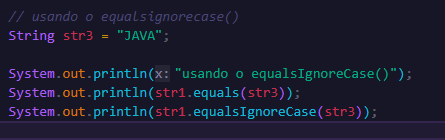 // usando o equalsignorecase()
String str3 = "JAVA";
System.out.println(x: "usando o equalsIgnoreCase()");
System.out.println(str1.equals(str3));
System.out.println(str1.equalsIgnoreCase(str3));